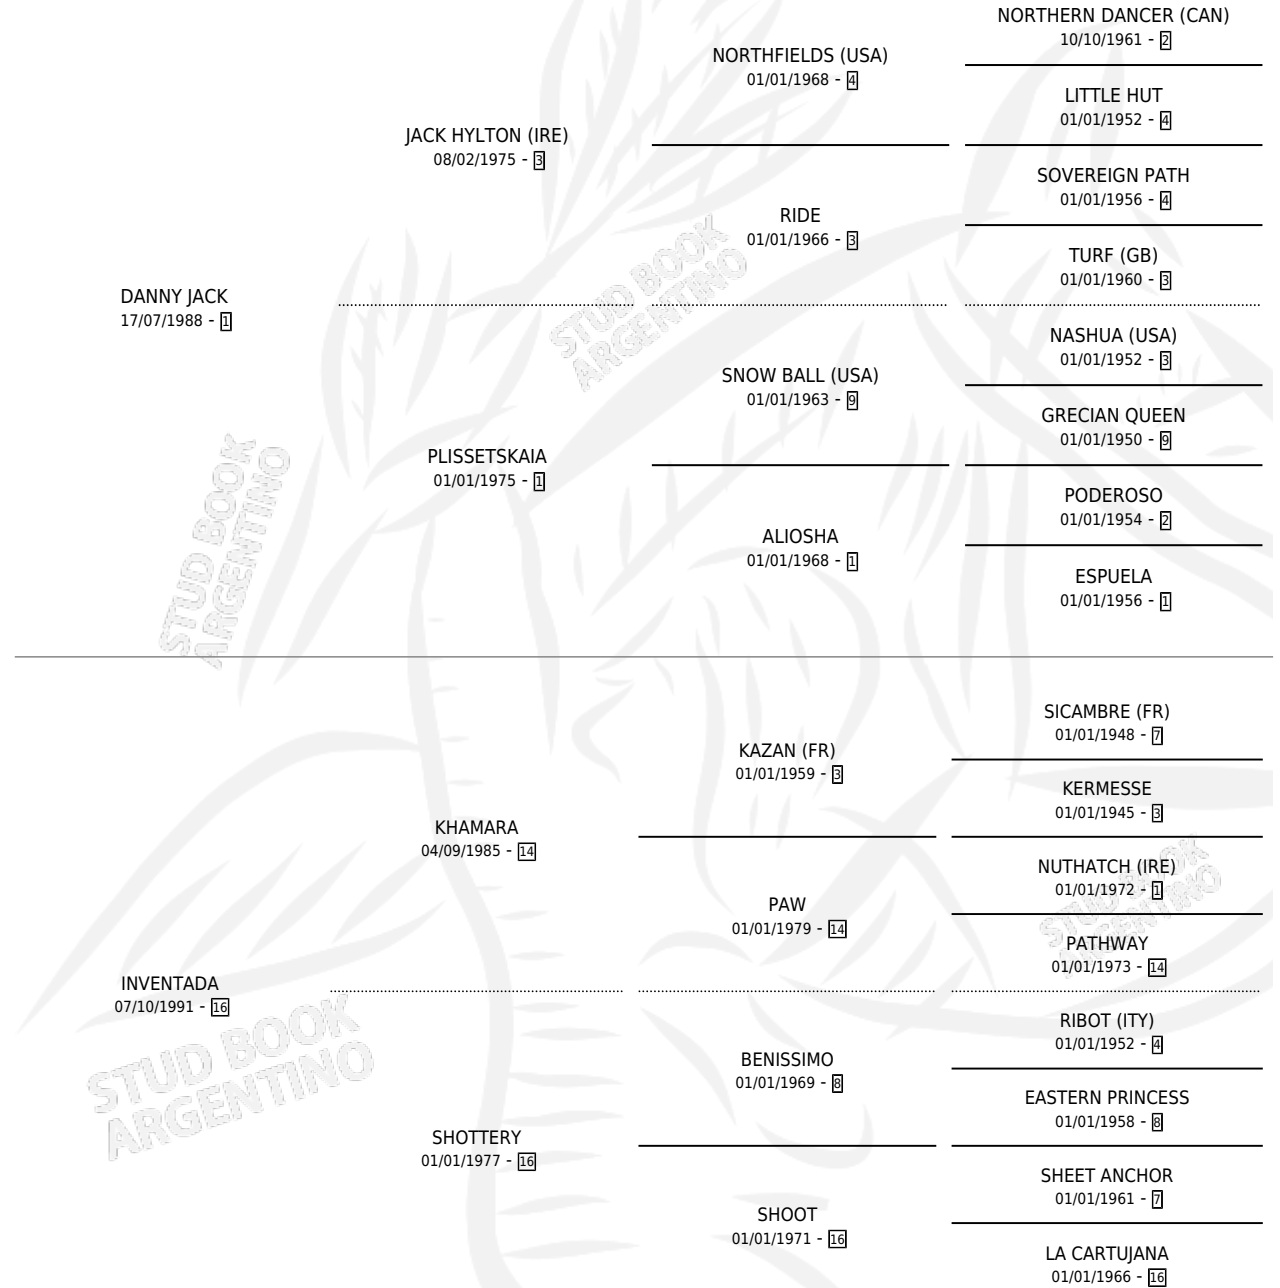 NORTHERN DANCER (CAN)
10/10/1961 - 2
NORTHFIELDS (USA)
01/01/1968 - 4
LITTLE HUT
01/01/1952 - 4
JACK HYLTON (IRE)
08/02/1975 - 3
SOVEREIGN PATH
01/01/1956 - 4
RIDE
01/01/1966 - 3
TURF (GB)
01/01/1960 - 3
DANNY JACK
17/07/1988 - 1
STUD BOOK
ARGENTINO
NASHUA (USA)
01/01/1952 - 3
SNOW BALL (USA)
01/01/1963 - 9
GRECIAN QUEEN
01/01/1950 - 9
PLISSETSKAIA
01/01/1975 - 1
PODEROSO
01/01/1954 - 2
ALIOSHA
01/01/1968 - 1
ESPUELA
01/01/1956 - 1
STUD BOOK
ARGENTINO
SICAMBRE (FR)
01/01/1948 - 7
KAZAN (FR)
01/01/1959 - 3
KERMESSE
01/01/1945 - 3
KHAMARA
04/09/1985 - 14
NUTHATCH (IRE)
01/01/1972 - 1
PAW
01/01/1979 - 14
STUD BOOK
ARGENTINO
PATHWAY
01/01/1973 - 14
INVENTADA
07/10/1991 - 16
RIBOT (ITY)
01/01/1952 - 4
BENISSIMO
01/01/1969 - 8
EASTERN PRINCESS
01/01/1958 - 8
STUD BOOK
ARGENTINO
SHOTTERY
01/01/1977 - 16
SHEET ANCHOR
01/01/1961 - 7
SHOOT
01/01/1971 - 16
LA CARTUJANA
01/01/1966 - 16